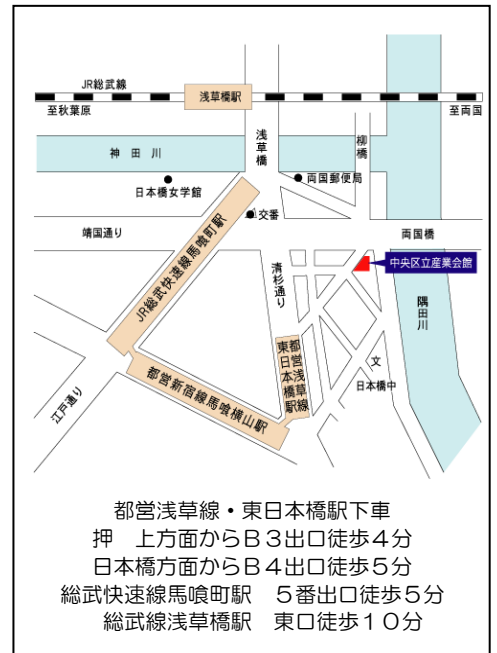 JR総武線
浅草橋駅
至秋葉原
至両国
浅草橋
柳橋
神田川
両国郵便局
日本橋女学館
交番
靖国通り
両国橋
JR総武快速線馬喰町駅
清杉通り
中央区立産業会館
隅田川
都営浅草線
東日本橋駅
文
日本橋中
都営新宿線馬喰横山駅
江戸通り
都営浅草線・東日本橋駅下車
押　上方面からB3出口徒歩4分
日本橋方面からB4出口徒歩5分
総武快速線馬喰町駅　5番出口徒歩5分
総武線浅草橋駅　東口徒歩10分